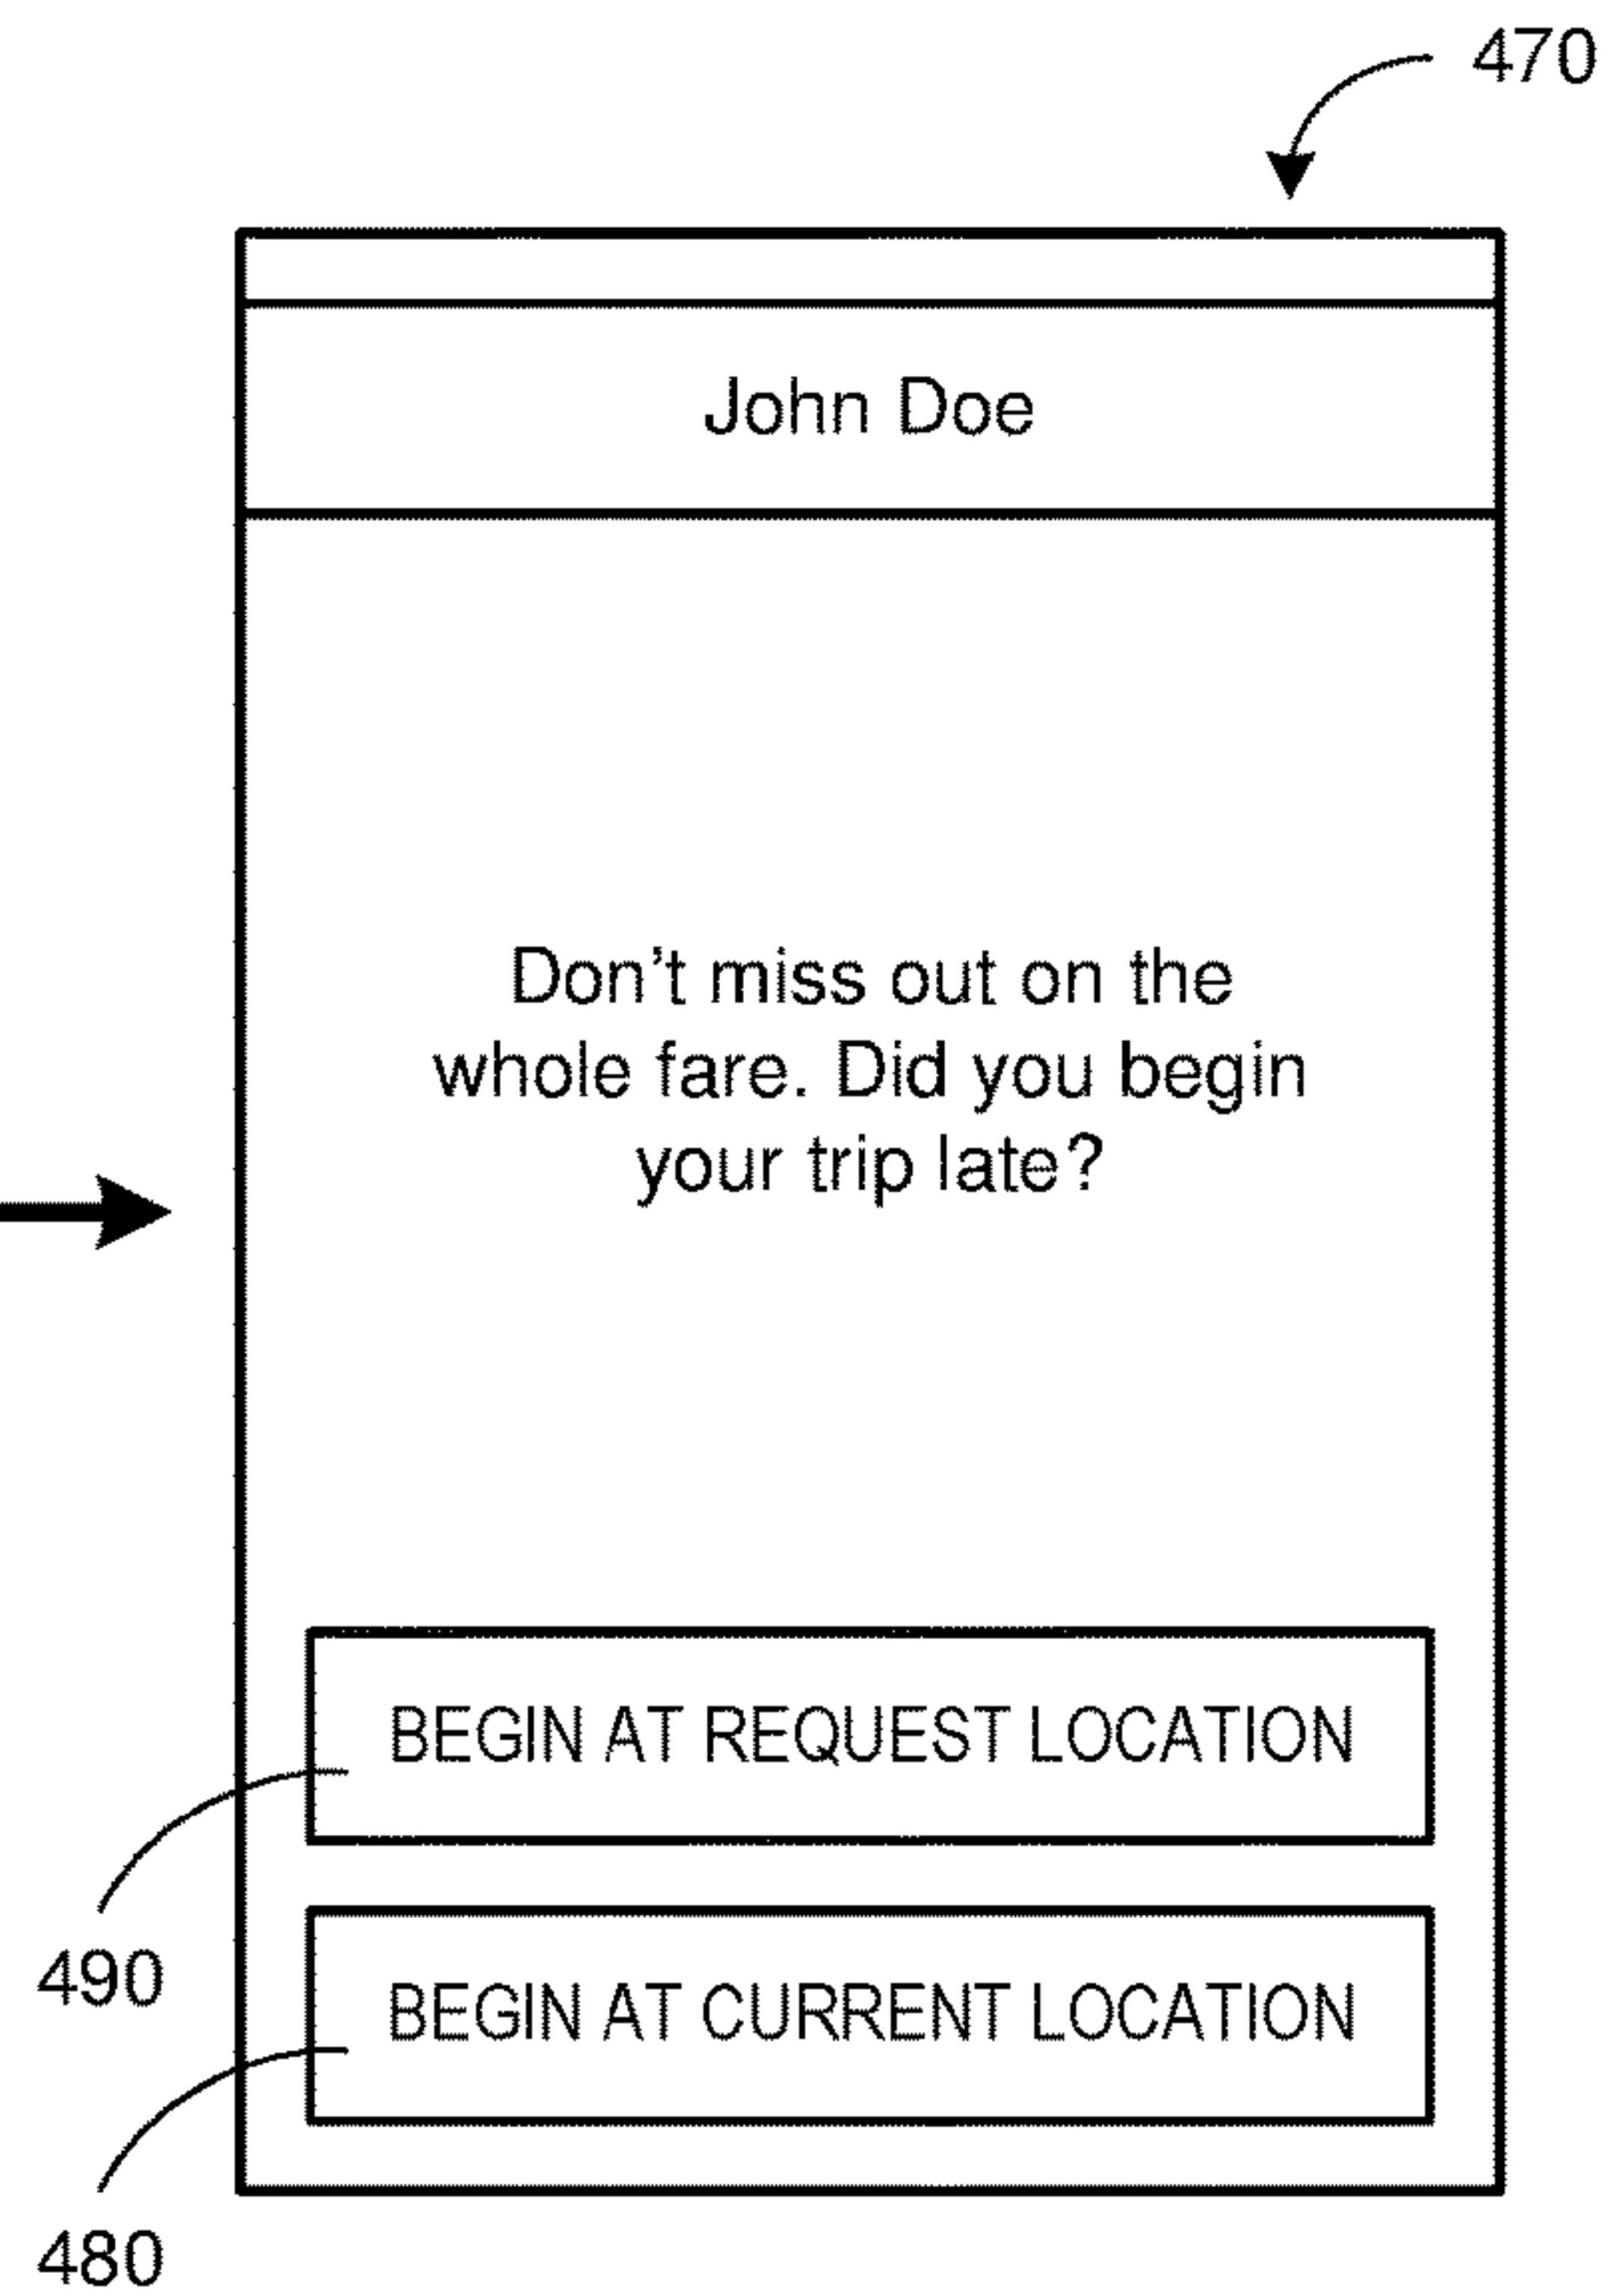 470
John Doe
Don't miss out on the
whole fare. Did you begin
your trip late?
BEGIN AT REQUEST LOCATION
490
BEGIN AT CURRENT LOCATION
480